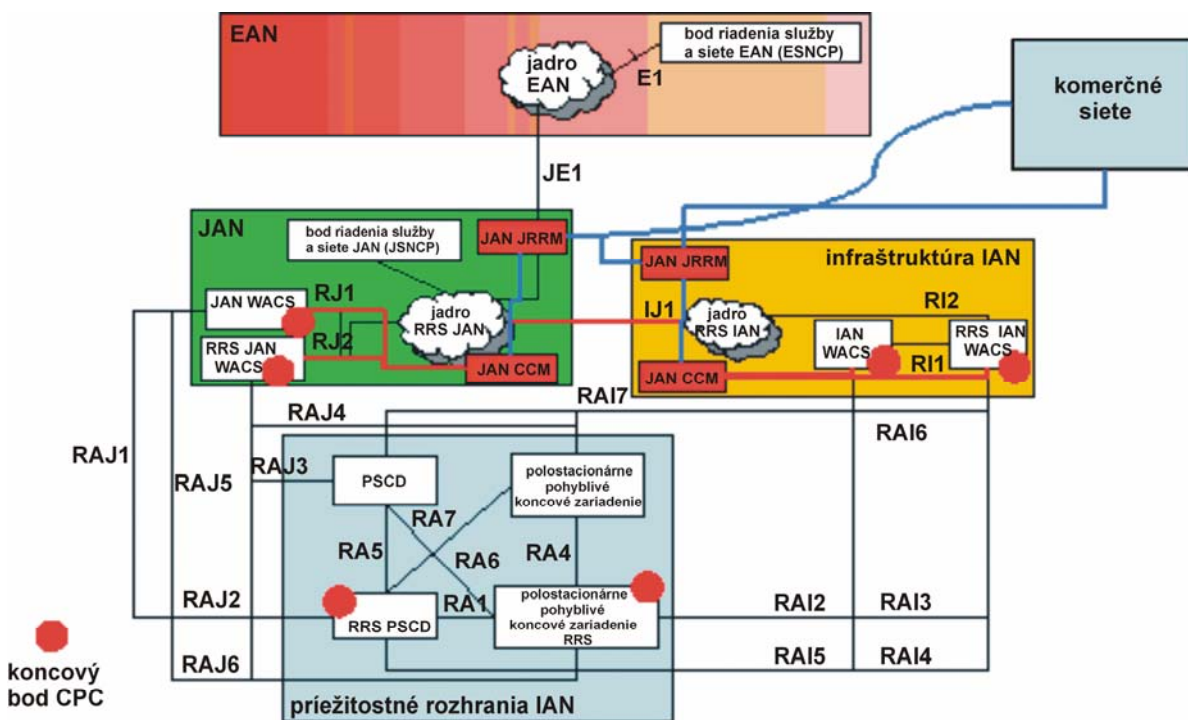 EAN
bod riadenia služby
a siete EAN (ESNCP)
jadro
EAN
E1
komerčné
siete
JE1
JAN
bod riadenia služby
a siete JAN (JSNCP)
JAN JRRM
JAN JRRM
infraštruktúra IAN
JAN WACS
RJ1
RJ2
RRS JAN
WACS
jadro
RRS JAN
JAN CCM
IJ1
jadro
RRS IAN
RI2
IAN
WACS
RRS IAN
WACS
RI1
JAN CCM
RAI7
RAJ4
RAI6
RAJ1
RAJ3
RAJ5
PSCD
polostacionárne
pohyblivé
koncové zariadenie
RA7
RA5
RA6
RA4
RAJ2
RA1
RRS PSCD
polostacionárne
pohyblivé
koncové zariadenie
RRS
RAI2
RAI3
RAJ6
RAI5
RAI4
koncový
bod CPC
príežitostné rozhrania IAN